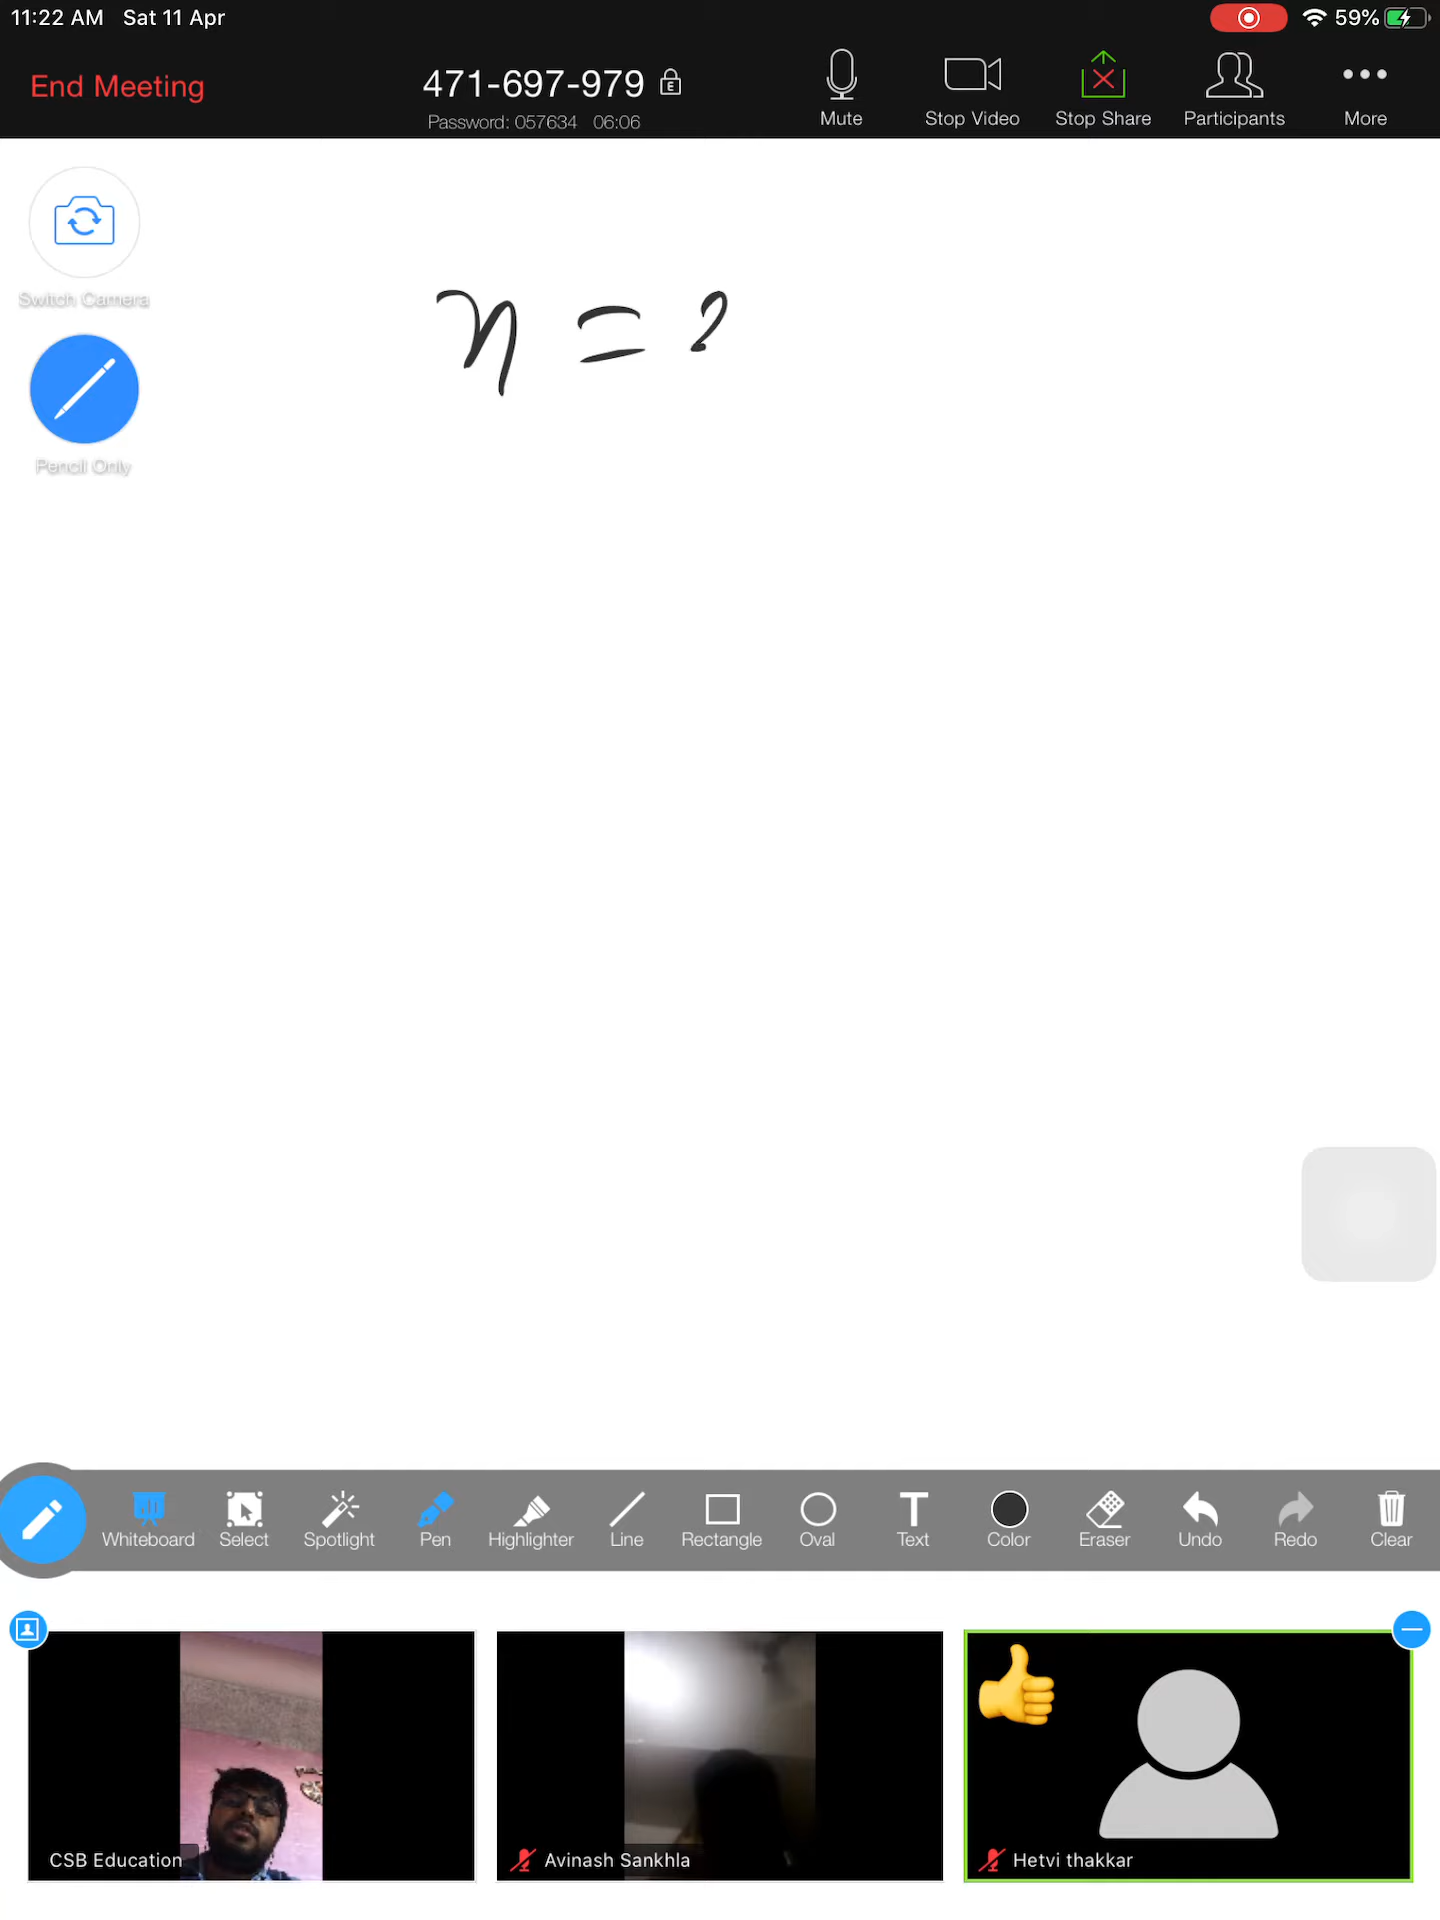 11:22 AM Sat 11 Apr 59%
End Meeting
471-697-979
Password: 057634 06:06
Mute Stop Video Stop Share Participants More
Switch Camera
η = ?
Pencil Only
Whiteboard Select Spotlight Pen Highlighter Line Rectangle Oval Text Color Eraser Undo Redo Clear
CSB Education Avinash Sankhla Hetvi thakkar